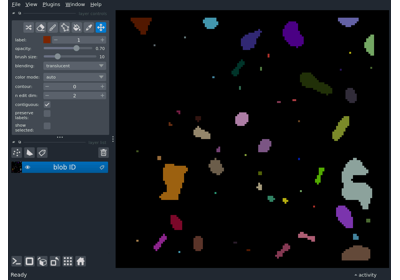 File View Plugins Window Help
label: 1
opacity: 0.70
brush size: 10
blending: translucent
color mode: auto
contour: 0
n edit dim: 2
contiguous:
preserve labels:
show selected:
blob ID
Ready
activity